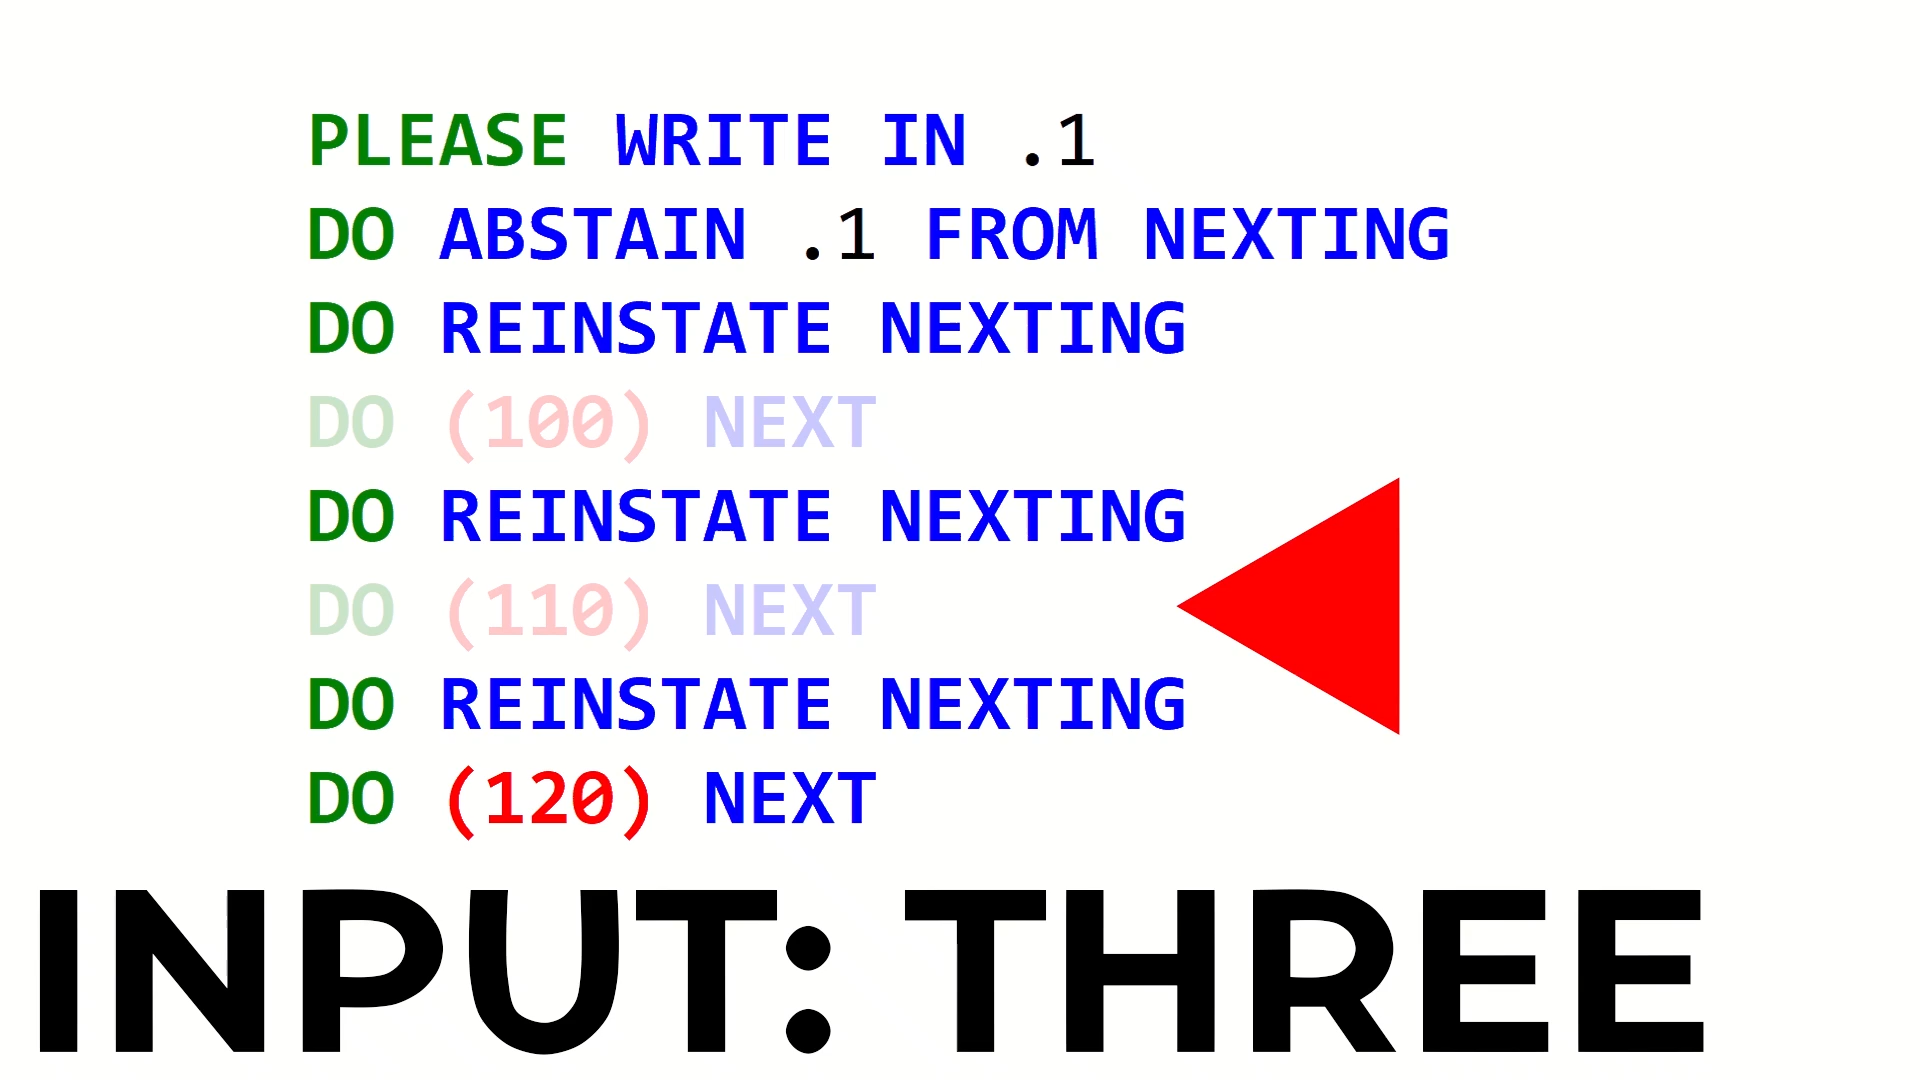 PLEASE WRITE IN .1
DO ABSTAIN .1 FROM NEXTING
DO REINSTATE NEXTING
DO (100) NEXT
DO REINSTATE NEXTING
DO (110) NEXT
DO REINSTATE NEXTING
DO (120) NEXT
INPUT: THREE